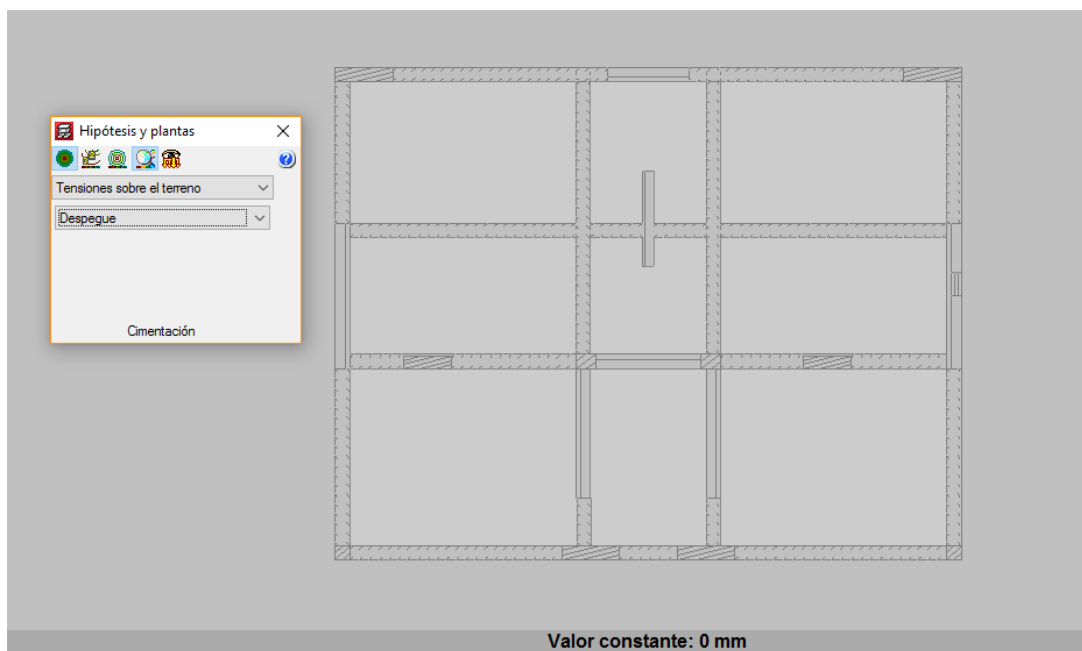 Hipótesis y plantas
Tensiones sobre el terreno
Despegue
Cimentación
Valor constante: 0 mm